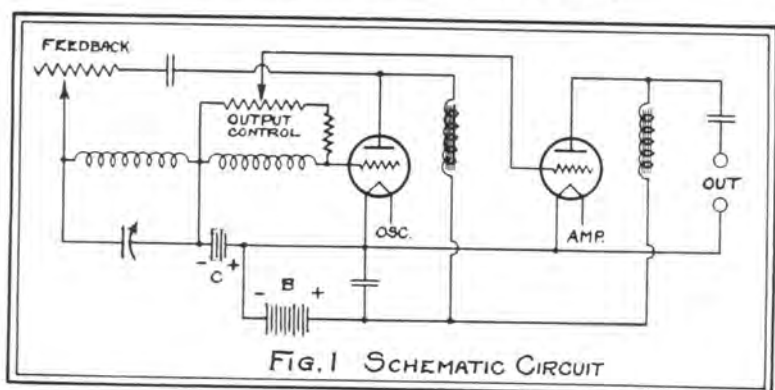 FEEDBACK
OUTPUT
CONTROL
OSC.
AMP.
OUT
- C +
- B +
FIG. 1 SCHEMATIC CIRCUIT